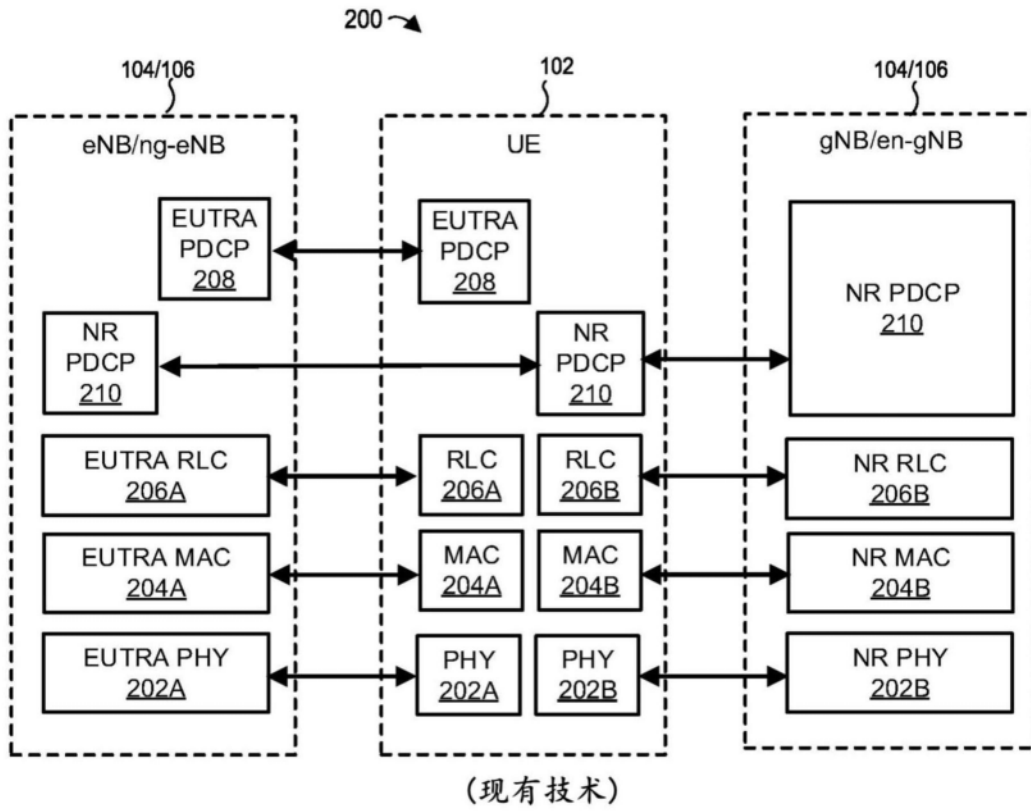 200
104/106
102
104/106
eNB/ng-eNB
UE
gNB/en-gNB
EUTRA
PDCP
208
EUTRA
PDCP
208
NR PDCP
210
NR
PDCP
210
NR
PDCP
210
EUTRA RLC
206A
RLC
206A
RLC
206B
NR RLC
206B
EUTRA MAC
204A
MAC
204A
MAC
204B
NR MAC
204B
EUTRA PHY
202A
PHY
202A
PHY
202B
NR PHY
202B
(现有技术)